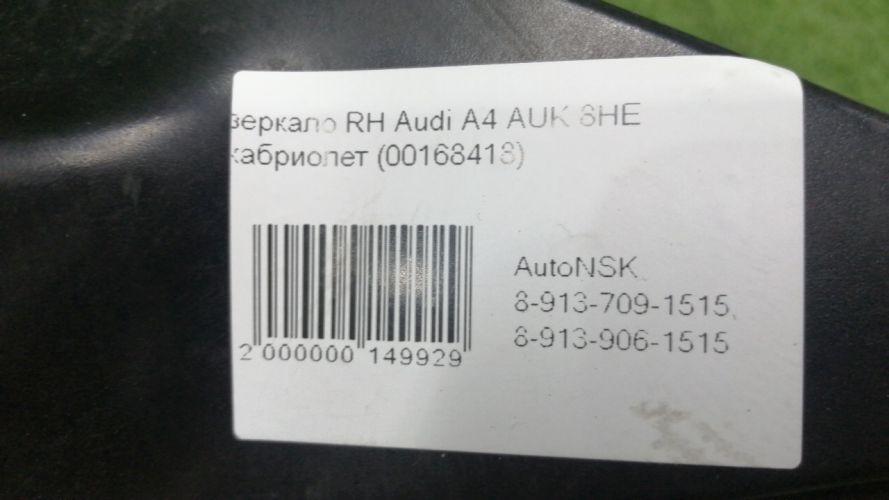 зеркало RH Audi A4 AUK 8HE
кабриолет (00168418)
AutoNSK
8-913-709-1515,
8-913-906-1515
2 000000 149929